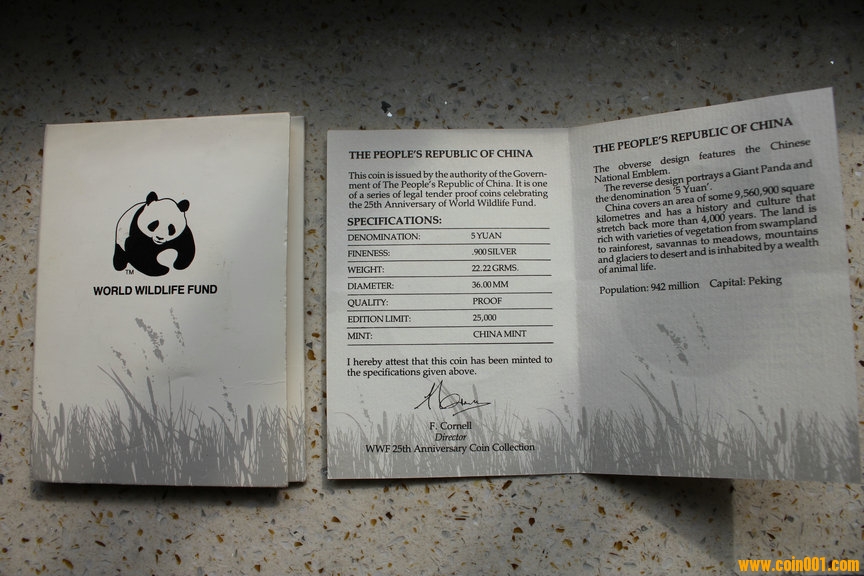 TM
WORLD WILDLIFE FUND
THE PEOPLE'S REPUBLIC OF CHINA
This coin is issued by the authority of the Govern-
ment of The People's Republic of China. It is one
of a series of legal tender proof coins celebrating
the 25th Anniversary of World Wildlife Fund.
SPECIFICATIONS:
DENOMINATION: 5 YUAN
FINENESS: .900 SILVER
WEIGHT: 22.22 GRMS.
DIAMETER: 36.00 MM
QUALITY: PROOF
EDITION LIMIT: 25,000
MINT: CHINA MINT
I hereby attest that this coin has been minted to
the specifications given above.
F. Cornell
Director
WWF 25th Anniversary Coin Collection
THE PEOPLE'S REPUBLIC OF CHINA
The obverse design features the Chinese
National Emblem.
The reverse design portrays a Giant Panda and
the denomination '5 Yuan'.
China covers an area of some 9,560,900 square
kilometres and has a history and culture that
stretch back more than 4,000 years. The land is
rich with varieties of vegetation from swampland
to rainforest, savannas to meadows, mountains
and glaciers to desert and is inhabited by a wealth
of animal life.
Population: 942 million Capital: Peking
www.coin001.com